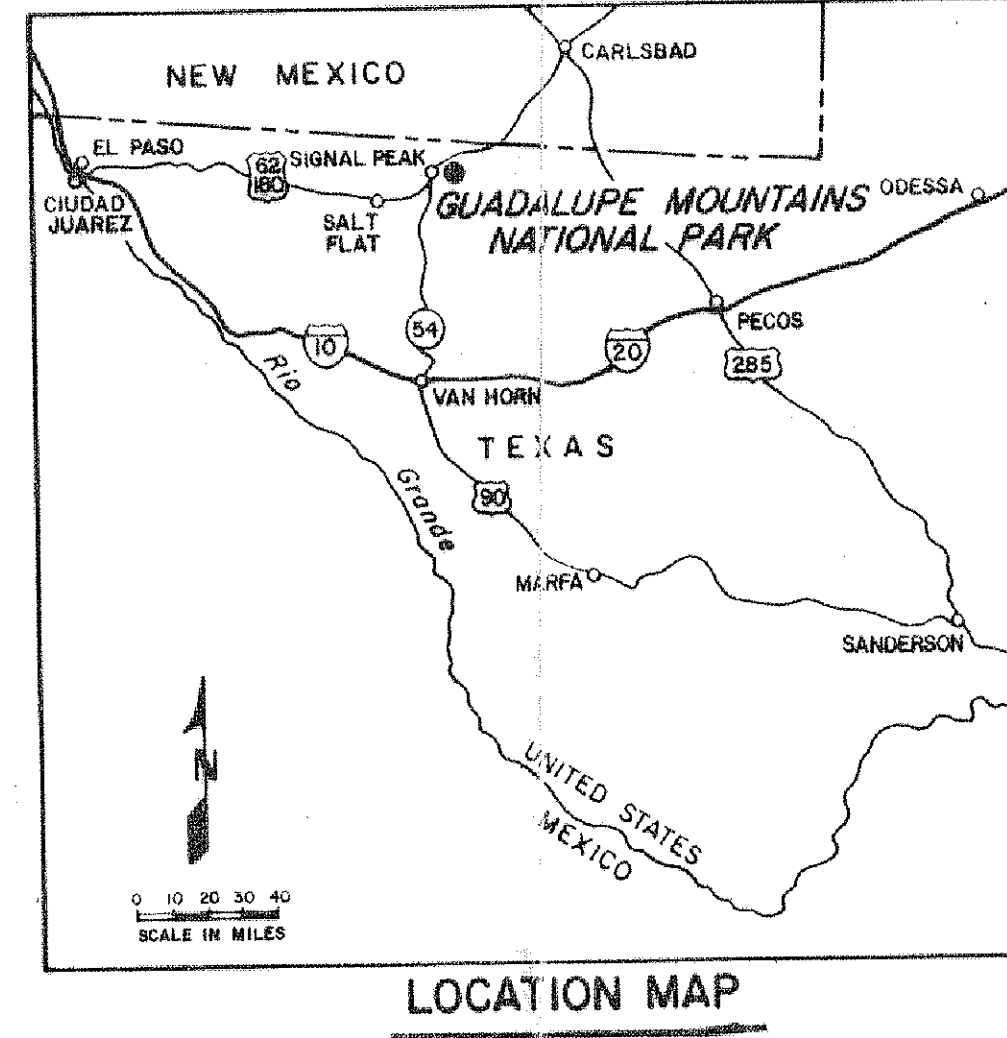 CARLSBAD
NEW MEXICO
EL PASO
SIGNAL PEAK
62
180
CIUDAD
JUAREZ
SALT
FLAT
GUADALUPE MOUNTAINS
NATIONAL PARK
ODESSA
54
10
20
PECOS
285
VAN HORN
Rio
Grande
TEXAS
90
MARFA
SANDERSON
N
UNITED STATES
MEXICO
0 10 20 30 40
SCALE IN MILES
LOCATION MAP